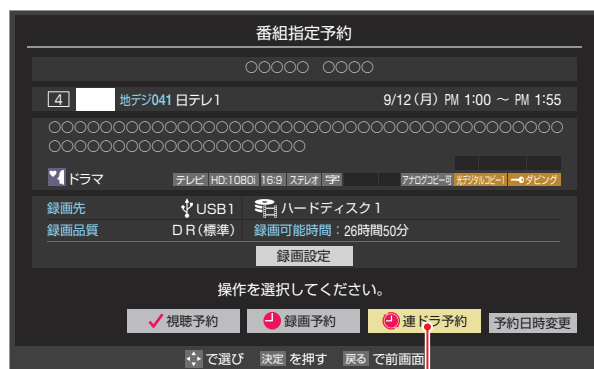 番組指定予約
○○○○○ ○○○○
4 地デジ041 日テレ1 9/12(月) PM 1:00 ～ PM 1:55
○○○○○○○○○○○○○○○○○○○○○○○○○○○○○○○○
○○○○○○○○○○○○○○○○
ドラマ テレビ HD:1080i 16:9 ステレオ 字 アナログコピー可 光デジタルコピー1 ダビング
録画先 USB1 ハードディスク1
録画品質 DR(標準) 録画可能時間：26時間50分
録画設定
操作を選択してください。
視聴予約 録画予約 連ドラ予約 予約日時変更
で選び 決定 を押す 戻る で前画面